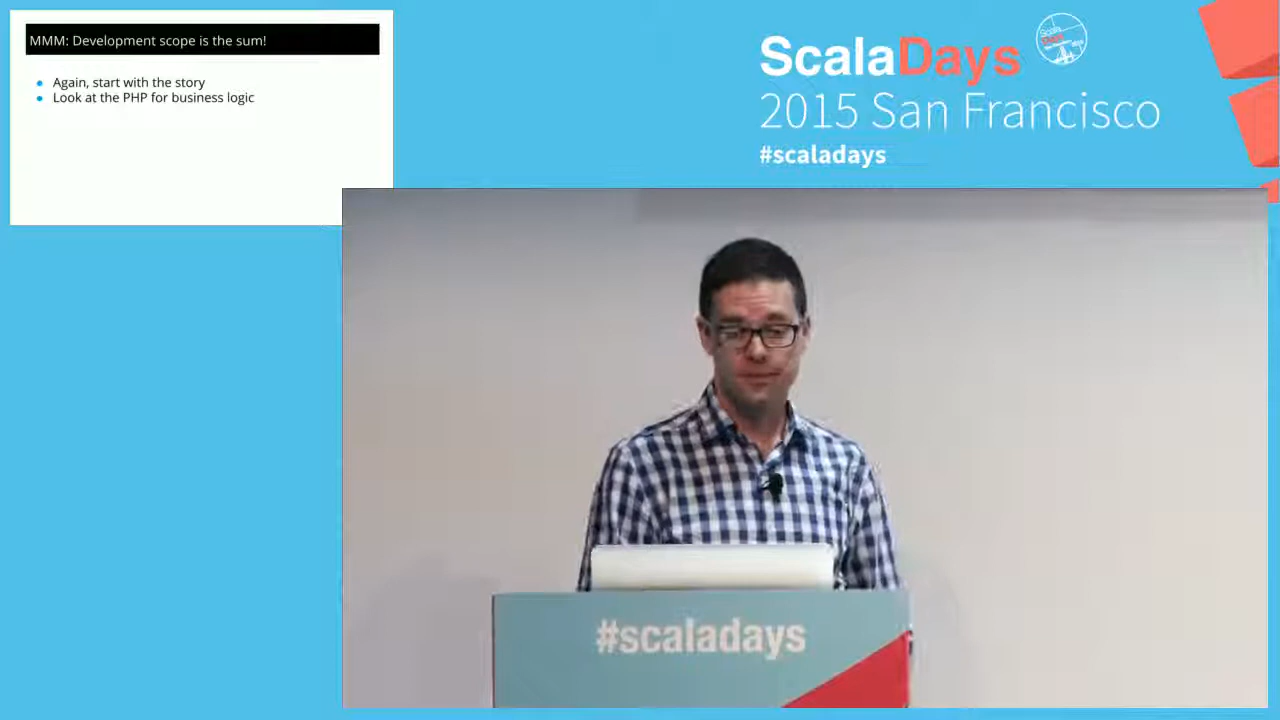 MMM: Development scope is the sum!
Again, start with the story
Look at the PHP for business logic
ScalaDays
2015 San Francisco
#scaladays
#scaladays